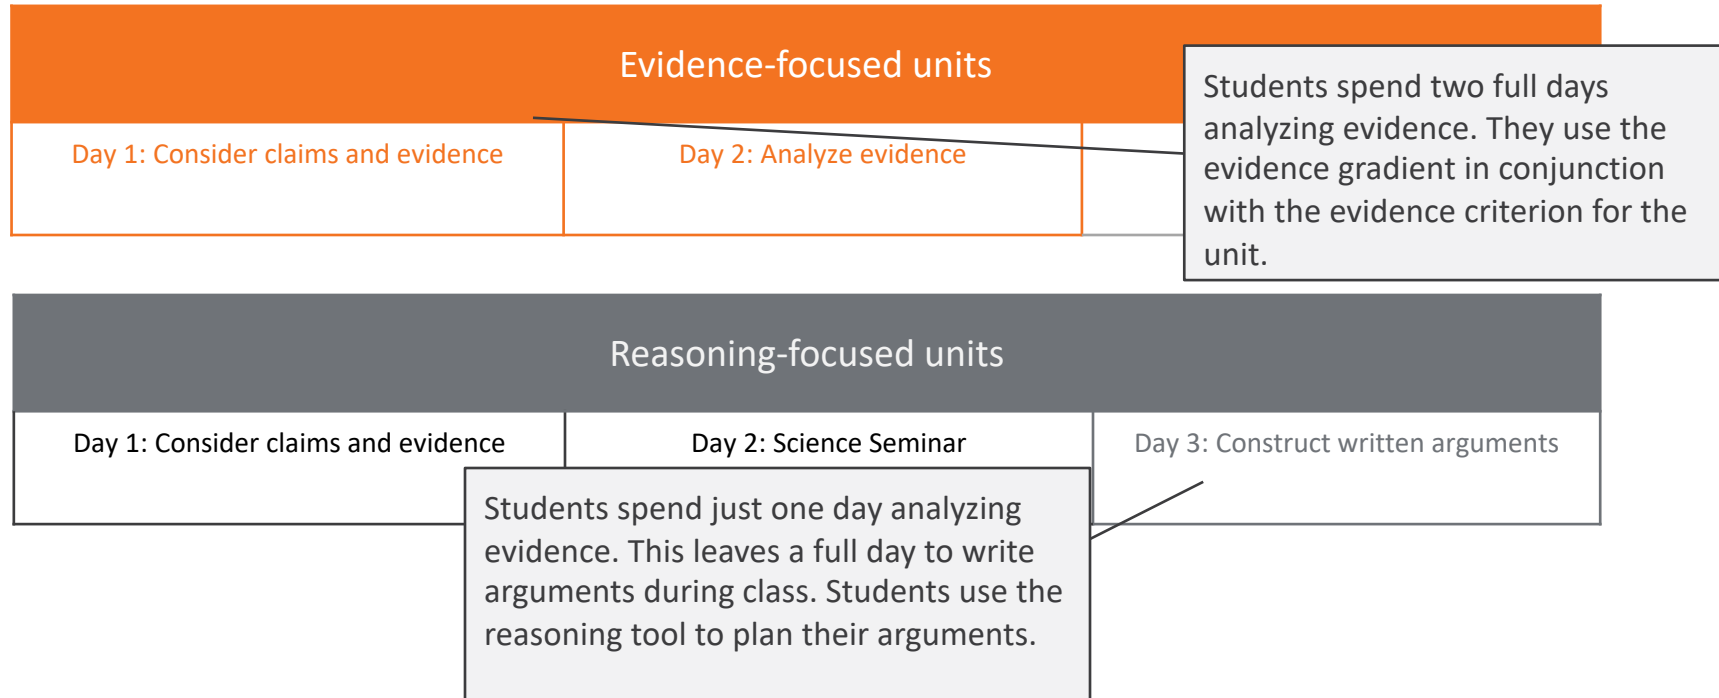 Evidence-focused units
Day 1: Consider claims and evidence
Day 2: Analyze evidence
Students spend two full days
analyzing evidence. They use the
evidence gradient in conjunction
with the evidence criterion for the
unit.
Reasoning-focused units
Day 1: Consider claims and evidence
Day 2: Science Seminar
Day 3: Construct written arguments
Students spend just one day analyzing
evidence. This leaves a full day to write
arguments during class. Students use the
reasoning tool to plan their arguments.